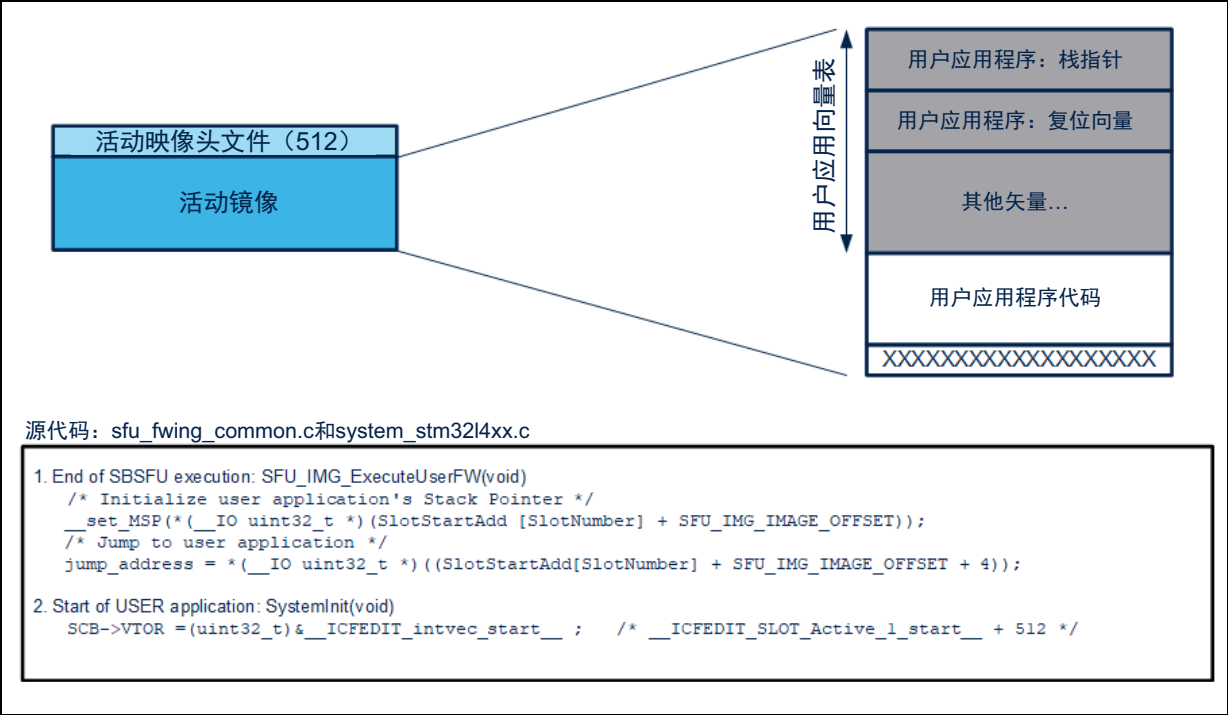 活动映像头文件（512）
活动镜像
用户应用向量表
用户应用程序：栈指针
用户应用程序：复位向量
其他矢量…
用户应用程序代码
XXXXXXXXXXXXXXXXXXX
源代码：sfu_fwing_common.c和system_stm32l4xx.c
1. End of SBSFU execution: SFU_IMG_ExecuteUserFW(void)
/* Initialize user application's Stack Pointer */
__set_MSP(*(__IO uint32_t *)(SlotStartAdd [SlotNumber] + SFU_IMG_IMAGE_OFFSET));
/* Jump to user application */
jump_address = *(__IO uint32_t *)((SlotStartAdd[SlotNumber] + SFU_IMG_IMAGE_OFFSET + 4));
2. Start of USER application: SystemInit(void)
SCB->VTOR =(uint32_t)&__ICFEDIT_intvec_start__ ; /* __ICFEDIT_SLOT_Active_1_start__ + 512 */